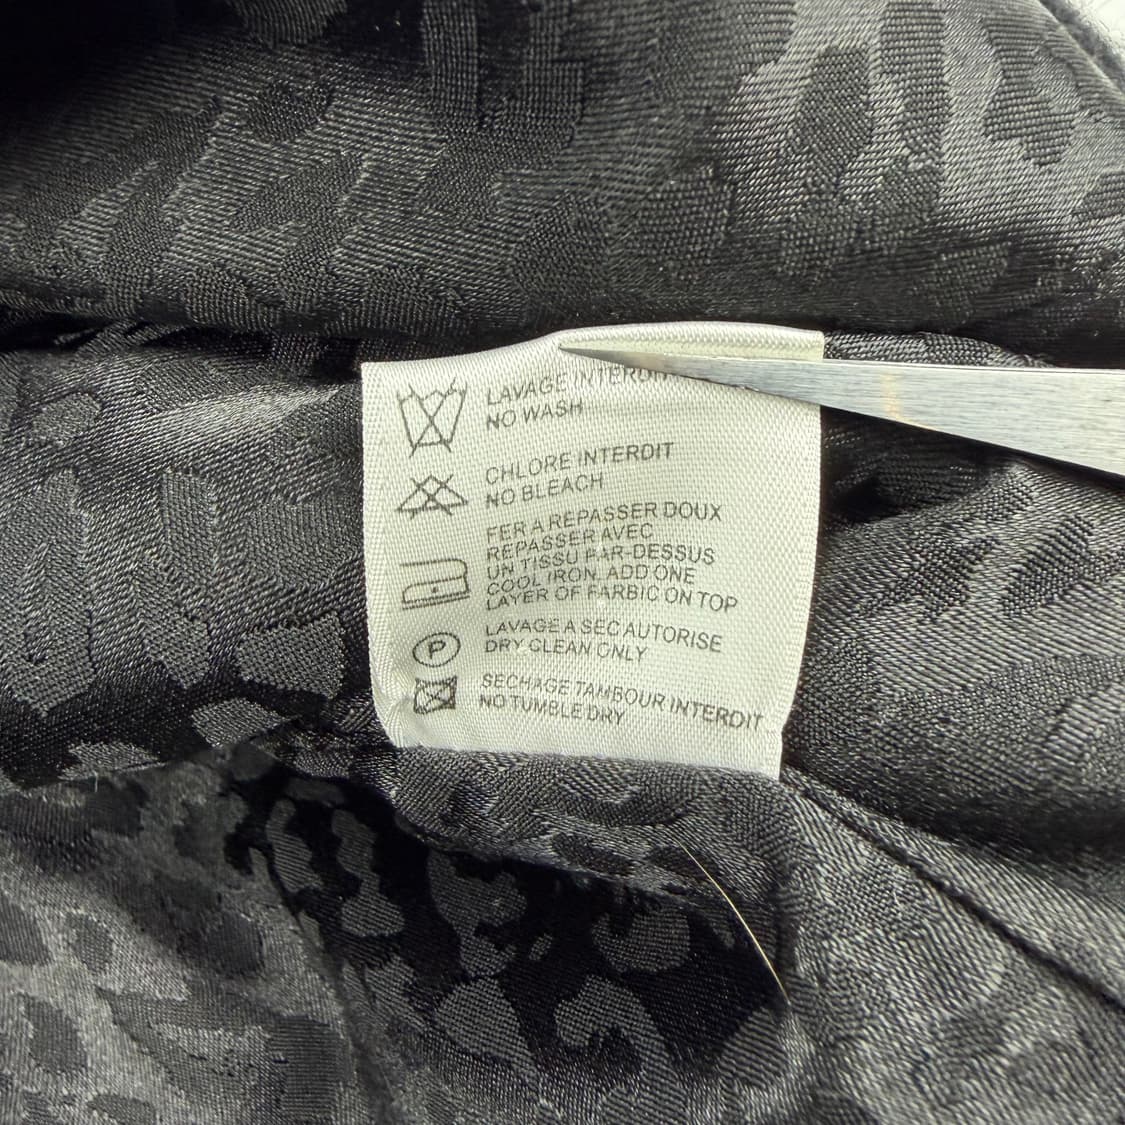 LAVAGE INTERDIT
NO WASH
CHLORE INTERDIT
NO BLEACH
FER A REPASSER DOUX
REPASSER AVEC
UN TISSU PAR-DESSUS
COOL IRON, ADD ONE
LAYER OF FARBIC ON TOP
P
LAVAGE A SEC AUTORISE
DRY CLEAN ONLY
SECHAGE TAMBOUR INTERDIT
NO TUMBLE DRY